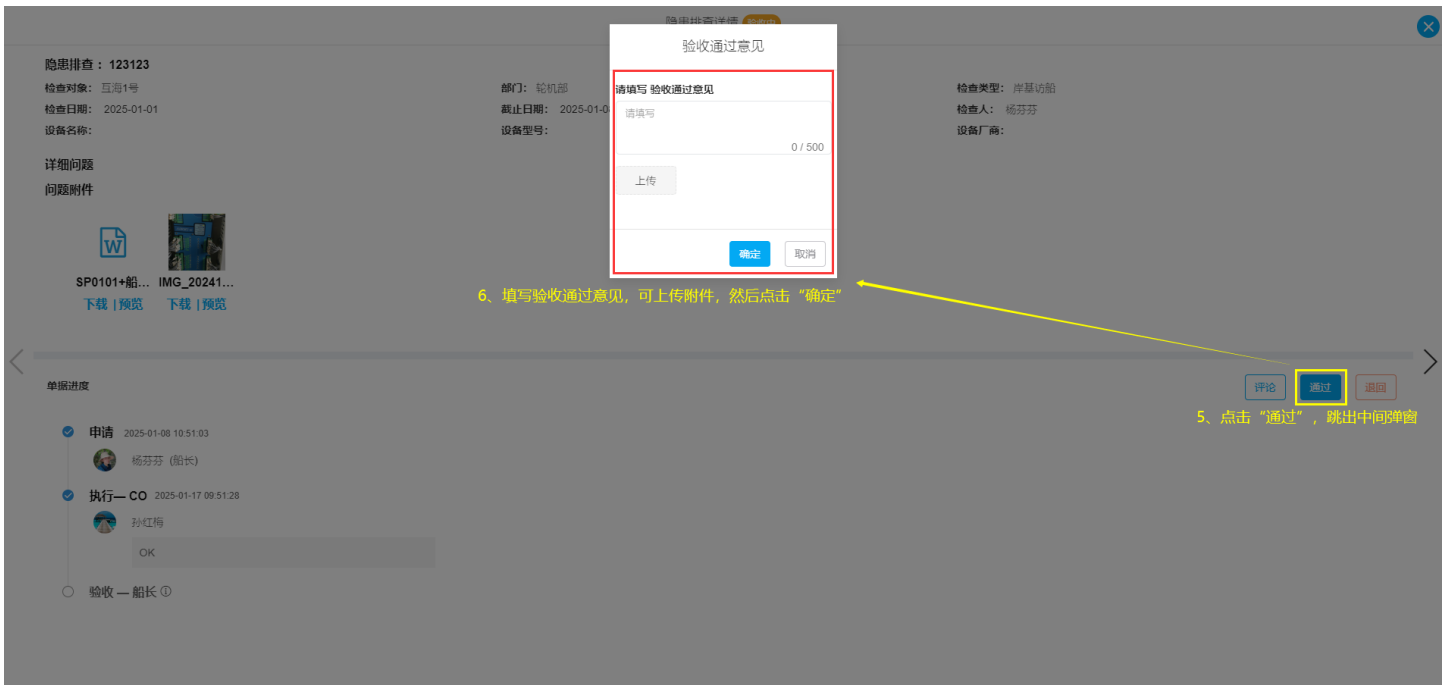 隐患排查详情 验收中
验收通过意见
隐患排查：123123
检查对象： 互海1号
部门： 轮机部
检查类型： 岸基访船
检查日期： 2025-01-01
截止日期： 2025-01-0
检查人： 杨芬芬
设备名称：
设备型号：
设备厂商：
请填写 验收通过意见
请填写
0 / 500
上传
确定 取消
详细问题
问题附件
W
SP0101+船... IMG_20241...
下载 | 预览 下载 | 预览
6、填写验收通过意见，可上传附件，然后点击“确定”
单据进度
评论 通过 退回
5、点击“通过”，跳出中间弹窗
申请 2025-01-08 10:51:03
杨芬芬 (船长)
执行— CO 2025-01-17 09:51:28
孙红梅
OK
验收 — 船长